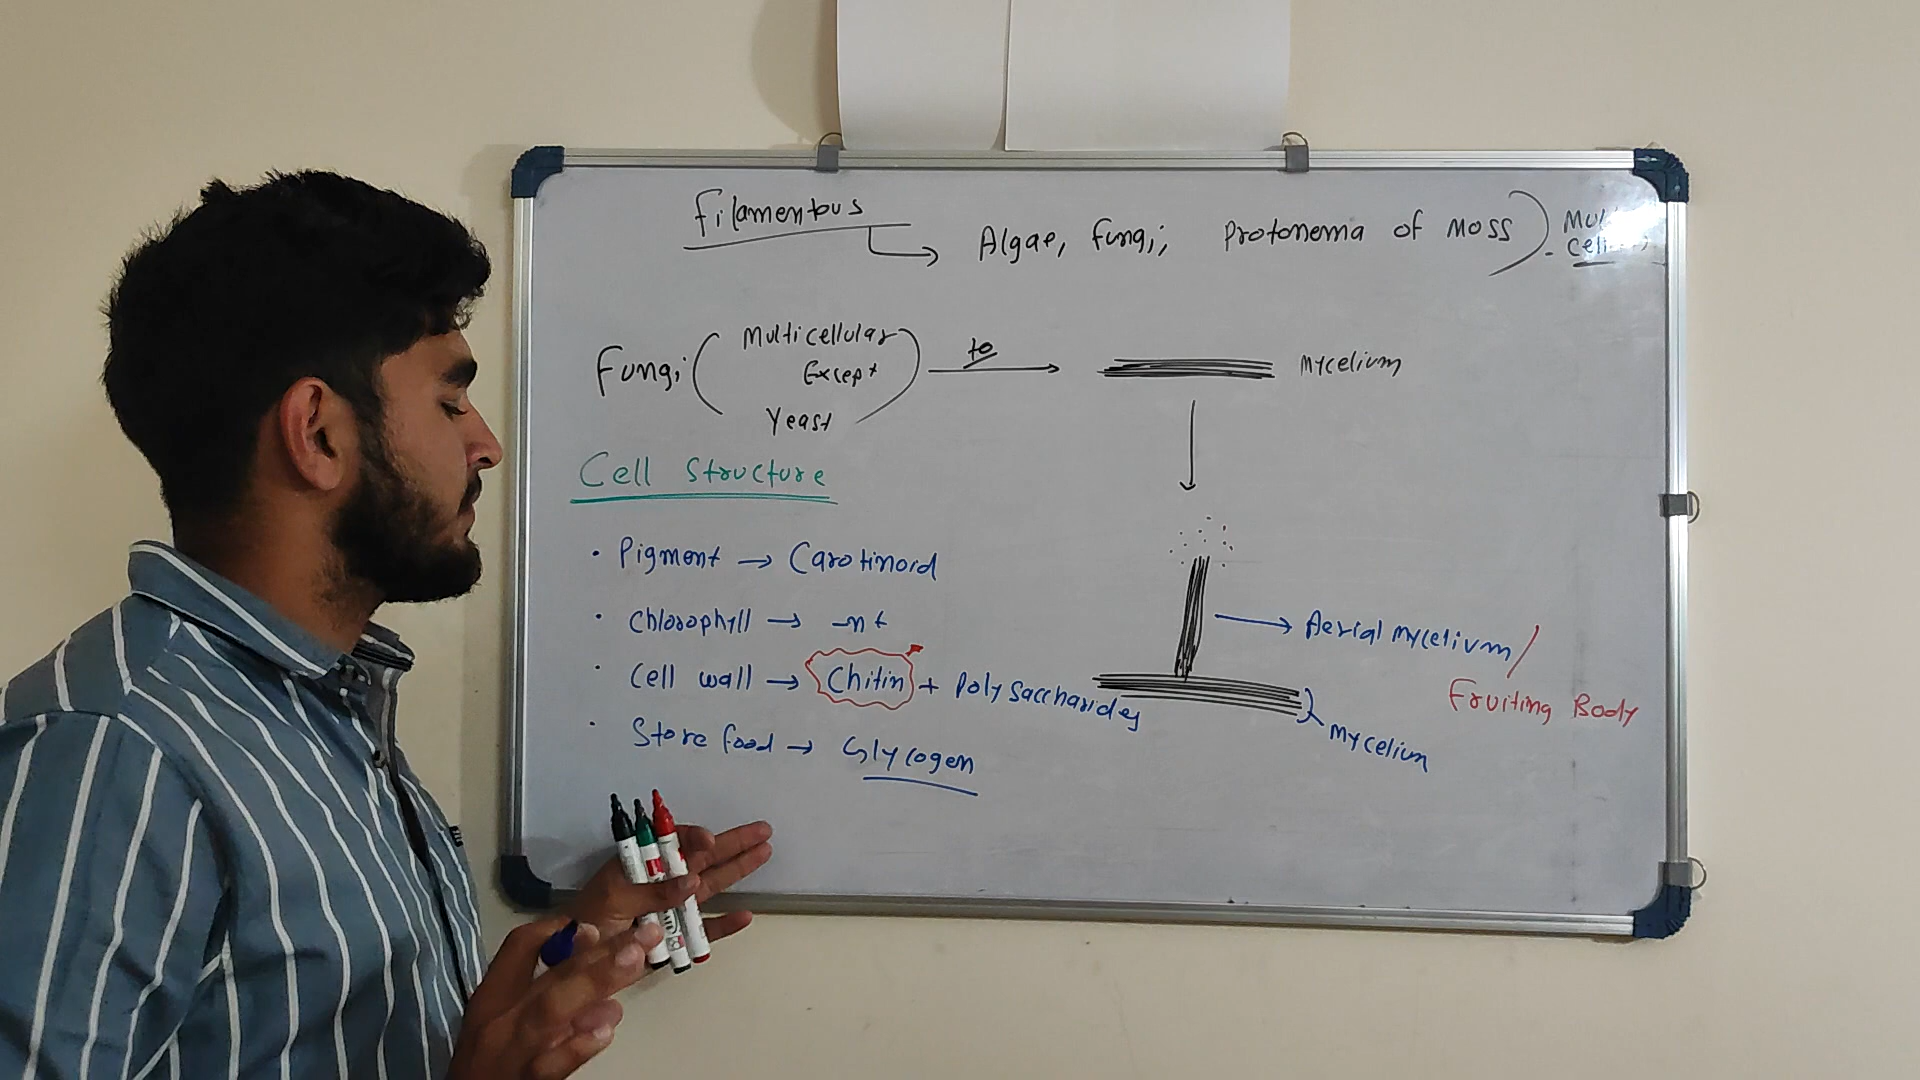 Filamentous
Algae, Fungi, Protonema of Moss
Fungi
Multicellular
Except
Yeast
to
Mycelium
Cell Structure
• Pigment → Carotinoid
• Chlorophyll →
• Cell wall → Chitin + Polysaccharides
• Store food → Glycogen
Aerial mycelium/
Fruiting Body
Mycelium